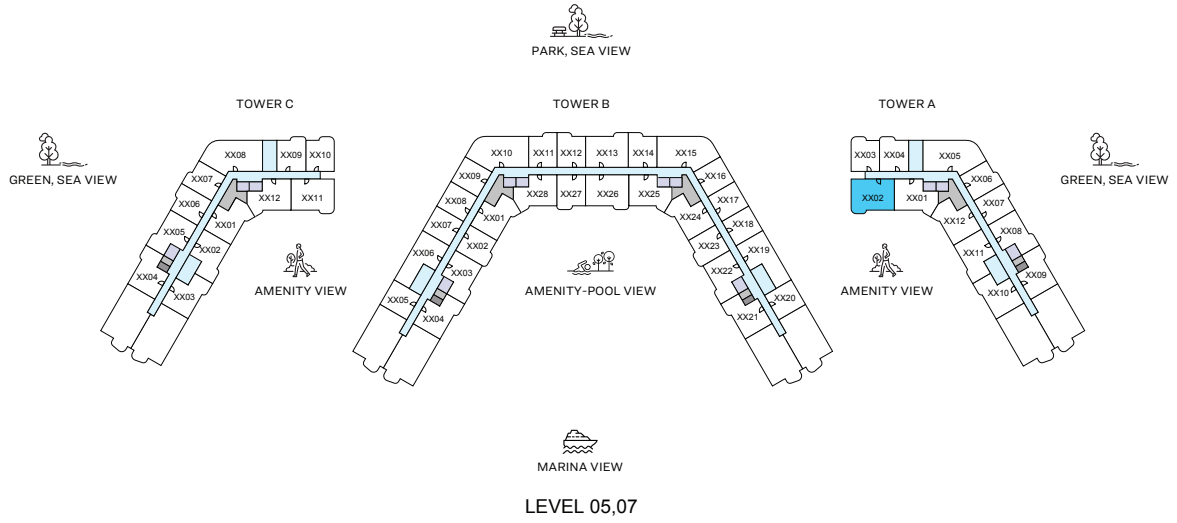 PARK, SEA VIEW
TOWER C
TOWER B
TOWER A
GREEN, SEA VIEW
GREEN, SEA VIEW
XX08
XX09
XX10
XX07
XX06
XX05
XX04
XX12
XX11
XX01
XX02
XX03
XX10
XX11
XX12
XX13
XX14
XX15
XX09
XX08
XX07
XX06
XX05
XX28
XX27
XX26
XX25
XX01
XX02
XX03
XX04
XX16
XX17
XX18
XX19
XX20
XX24
XX23
XX22
XX21
XX03
XX04
XX05
XX02
XX01
XX06
XX07
XX08
XX09
XX12
XX11
XX10
AMENITY VIEW
AMENITY-POOL VIEW
AMENITY VIEW
MARINA VIEW
LEVEL 05,07